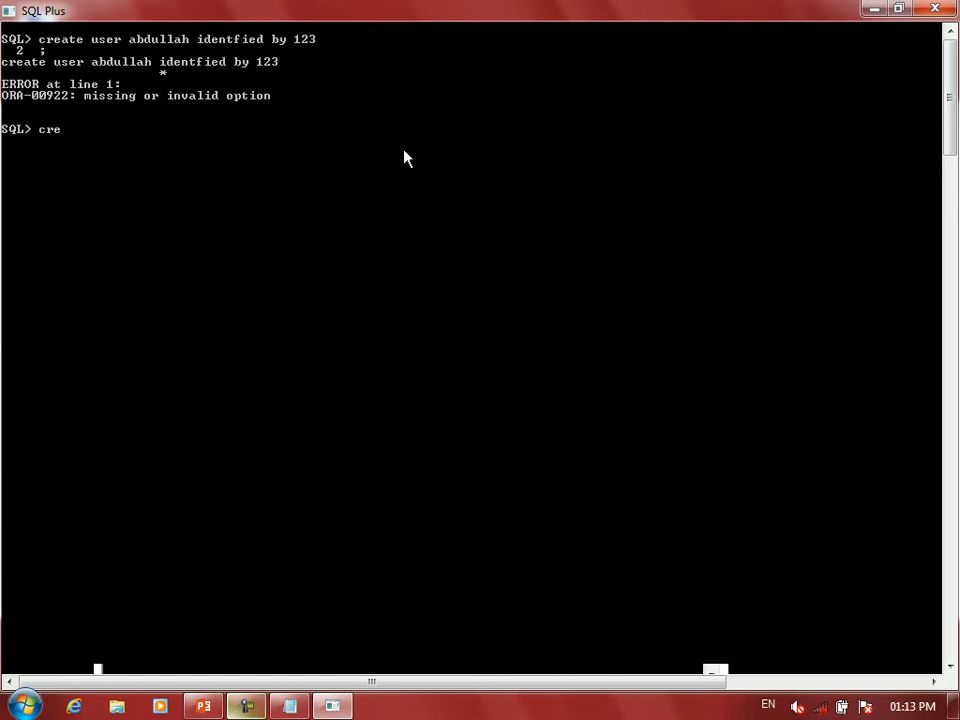 SQL Plus
SQL> create user abdullah identfied by 123
2 ;
create user abdullah identfied by 123
*
ERROR at line 1:
ORA-00922: missing or invalid option
SQL> cre
EN
01:13 PM